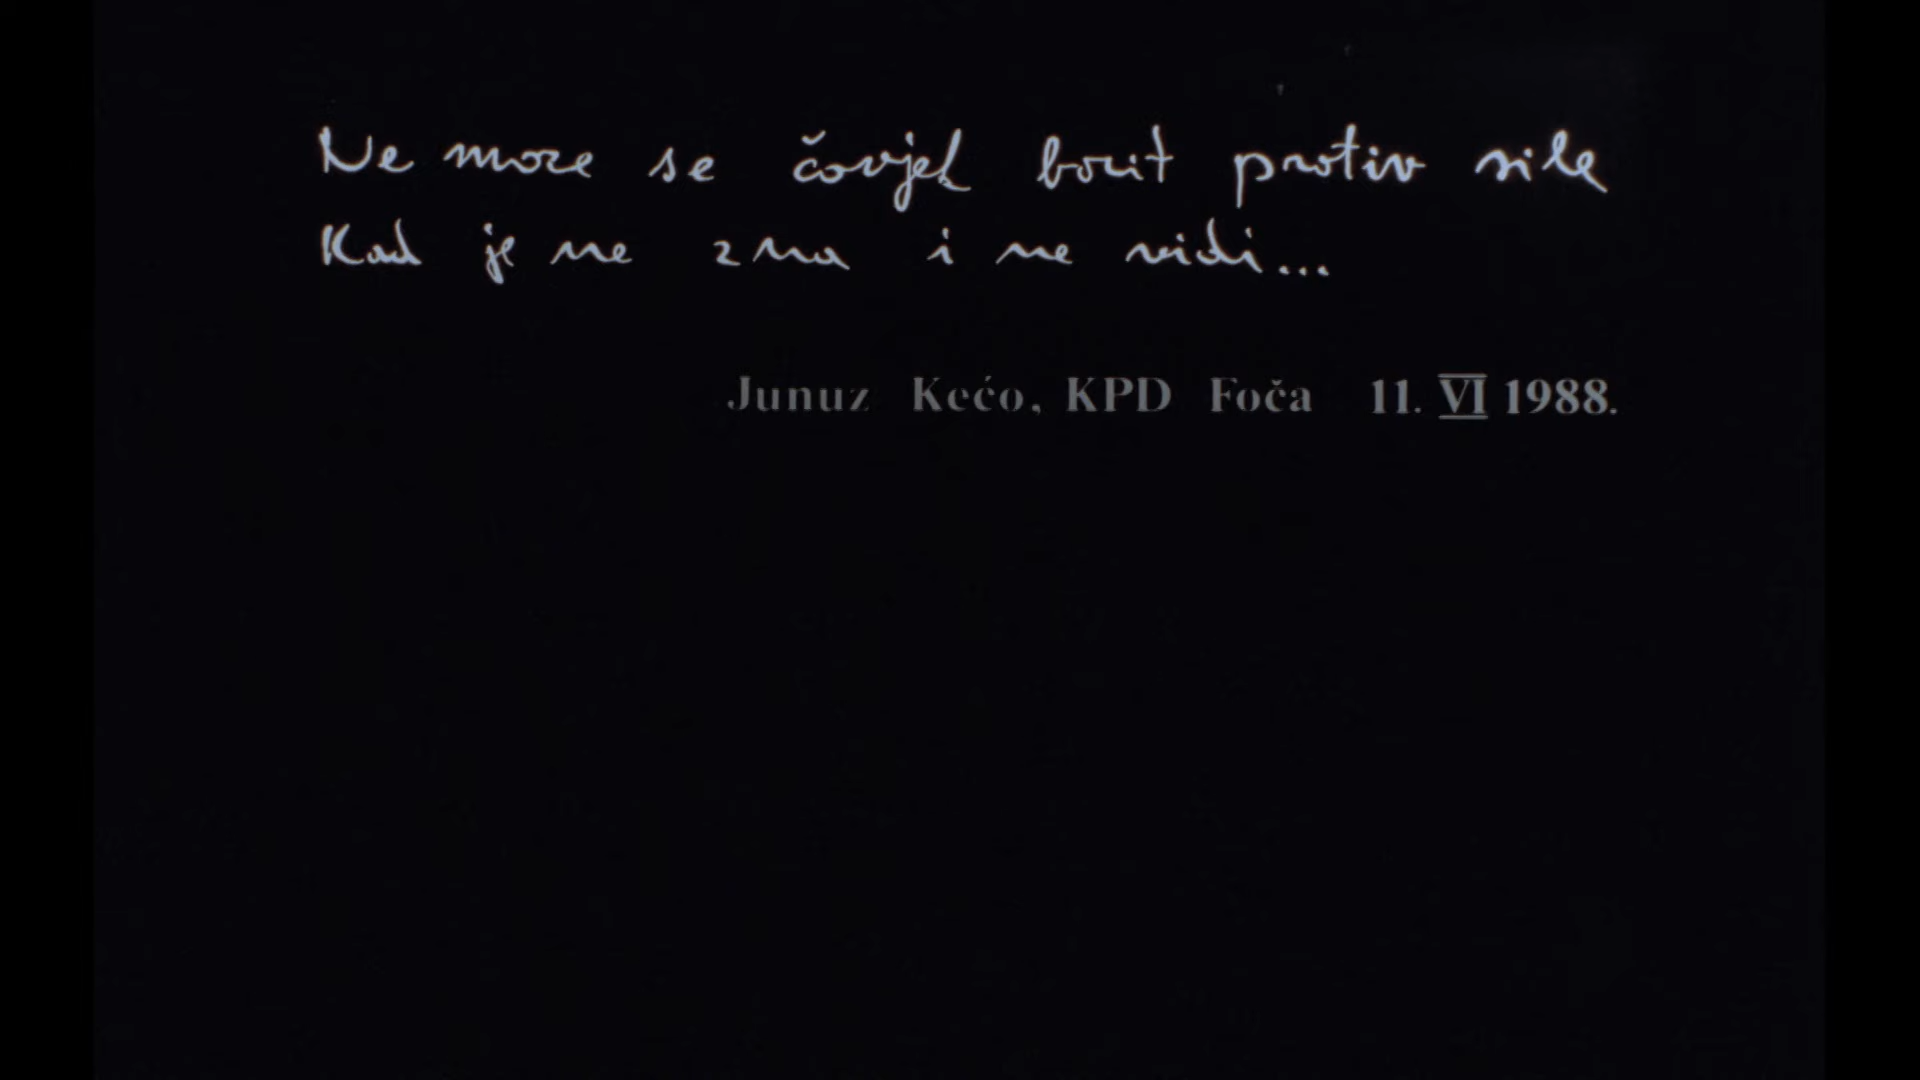 Ne more se čovjek borit protiv sile
Kad je ne zna i ne vidi...
Junuz Kećo, KPD Foča 11. VI 1988.